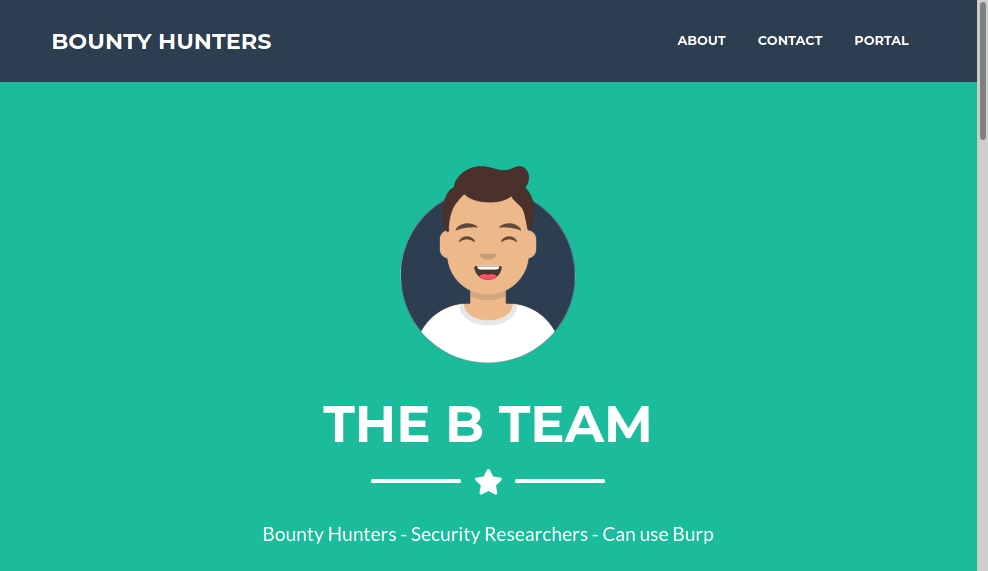 BOUNTY HUNTERS
ABOUT CONTACT PORTAL
THE B TEAM
Bounty Hunters - Security Researchers - Can use Burp